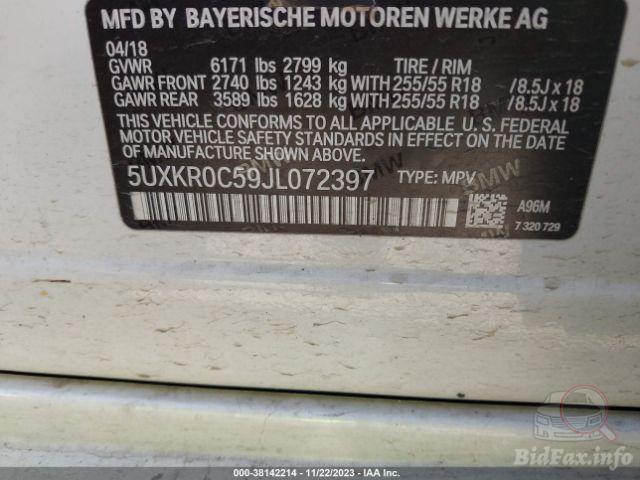 MFD BY BAYERISCHE MOTOREN WERKE AG
04/18
GVWR 6171 lbs 2799 kg TIRE / RIM
GAWR FRONT 2740 lbs 1243 kg WITH 255/55 R18 /8.5J x 18
GAWR REAR 3589 lbs 1628 kg WITH 255/55 R18 /8.5J x 18
THIS VEHICLE CONFORMS TO ALL APPLICABLE U. S. FEDERAL
MOTOR VEHICLE SAFETY STANDARDS IN EFFECT ON THE DATE
OF MANUFACTURE SHOWN ABOVE.
5UXKR0C59JL072397 TYPE: MPV
A96M
7 320 729
BidFax.info
000-38142214 - 11/22/2023 - IAA Inc.